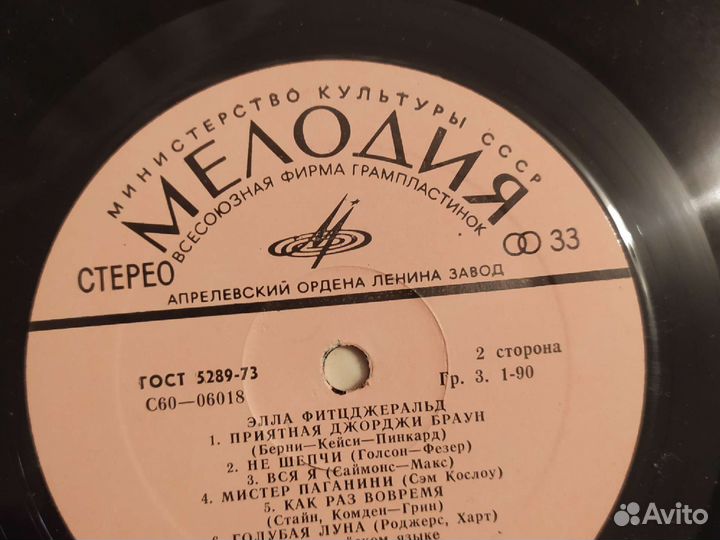 МИНИСТЕРСТВО КУЛЬТУРЫ СССР
МЕЛОДИЯ
ВСЕСОЮЗНАЯ ФИРМА ГРАМПЛАСТИНОК
СТЕРЕО
33
АПРЕЛЕВСКИЙ ОРДЕНА ЛЕНИНА ЗАВОД
ГОСТ 5289-73
2 сторона
С60—06018
Гр. 3. 1-90
ЭЛЛА ФИТЦДЖЕРАЛЬД
1. ПРИЯТНАЯ ДЖОРДЖИ БРАУН
(Берни—Кейси—Пинкард)
2. НЕ ШЕПЧИ (Голсон—Фезер)
3. ВСЯ Я (Саймонс—Макс)
4. МИСТЕР ПАГАНИНИ (Сэм Кослоу)
5. КАК РАЗ ВОВРЕМЯ
(Стайн, Комден—Грин)
6. ГОЛУБАЯ ЛУНА (Роджерс, Харт)
языке
Avito